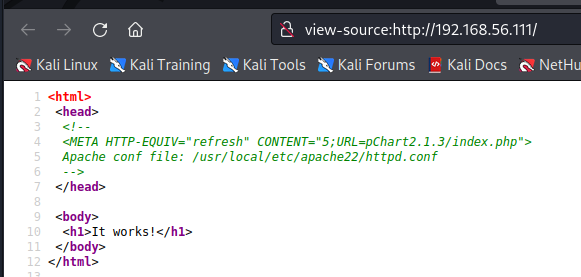 view-source:http://192.168.56.111/
Kali Linux Kali Training Kali Tools Kali Forums Kali Docs NetHu
1 <html>
2 <head>
3 <!--
4 <META HTTP-EQUIV="refresh" CONTENT="5;URL=pChart2.1.3/index.php">
5 Apache conf file: /usr/local/etc/apache22/httpd.conf
6 -->
7 </head>
8
9 <body>
10 <h1>It works!</h1>
11 </body>
12 </html>
13